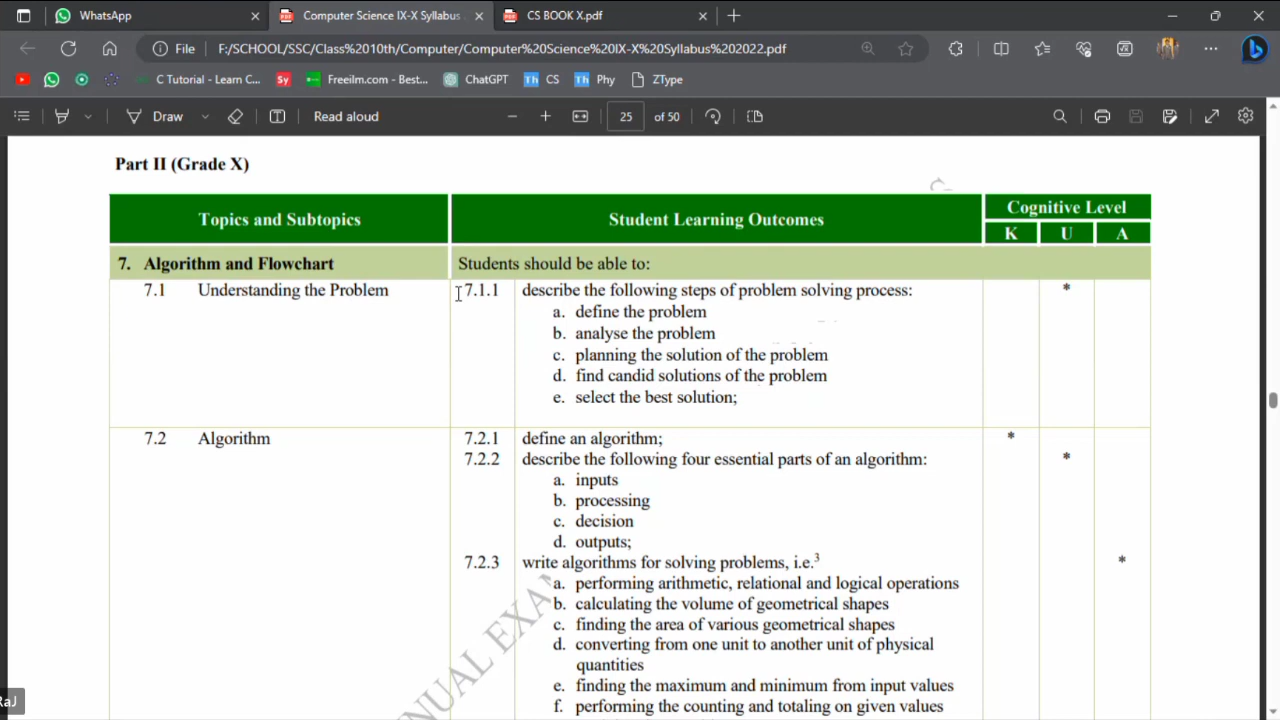 WhatsApp
Computer Science IX-X Syllabus
CS BOOK X.pdf
File
F:/SCHOOL/SSC/Class%2010th/Computer/Computer%20Science%20IX-X%20Syllabus%202022.pdf
C Tutorial - Learn C...
Sy
Freeilm.com - Best...
ChatGPT
Th CS
Th Phy
ZType
Draw
Read aloud
25 of 50
Part II (Grade X)
Topics and Subtopics
Student Learning Outcomes
Cognitive Level
K U A
7. Algorithm and Flowchart
Students should be able to:
7.1 Understanding the Problem
7.1.1 describe the following steps of problem solving process: *
a. define the problem
b. analyse the problem
c. planning the solution of the problem
d. find candid solutions of the problem
e. select the best solution;
7.2 Algorithm
7.2.1 define an algorithm; *
7.2.2 describe the following four essential parts of an algorithm: *
a. inputs
b. processing
c. decision
d. outputs;
7.2.3 write algorithms for solving problems, i.e.3 *
a. performing arithmetic, relational and logical operations
b. calculating the volume of geometrical shapes
c. finding the area of various geometrical shapes
d. converting from one unit to another unit of physical
quantities
e. finding the maximum and minimum from input values
f. performing the counting and totaling on given values
NNUAL EXA
RaJ